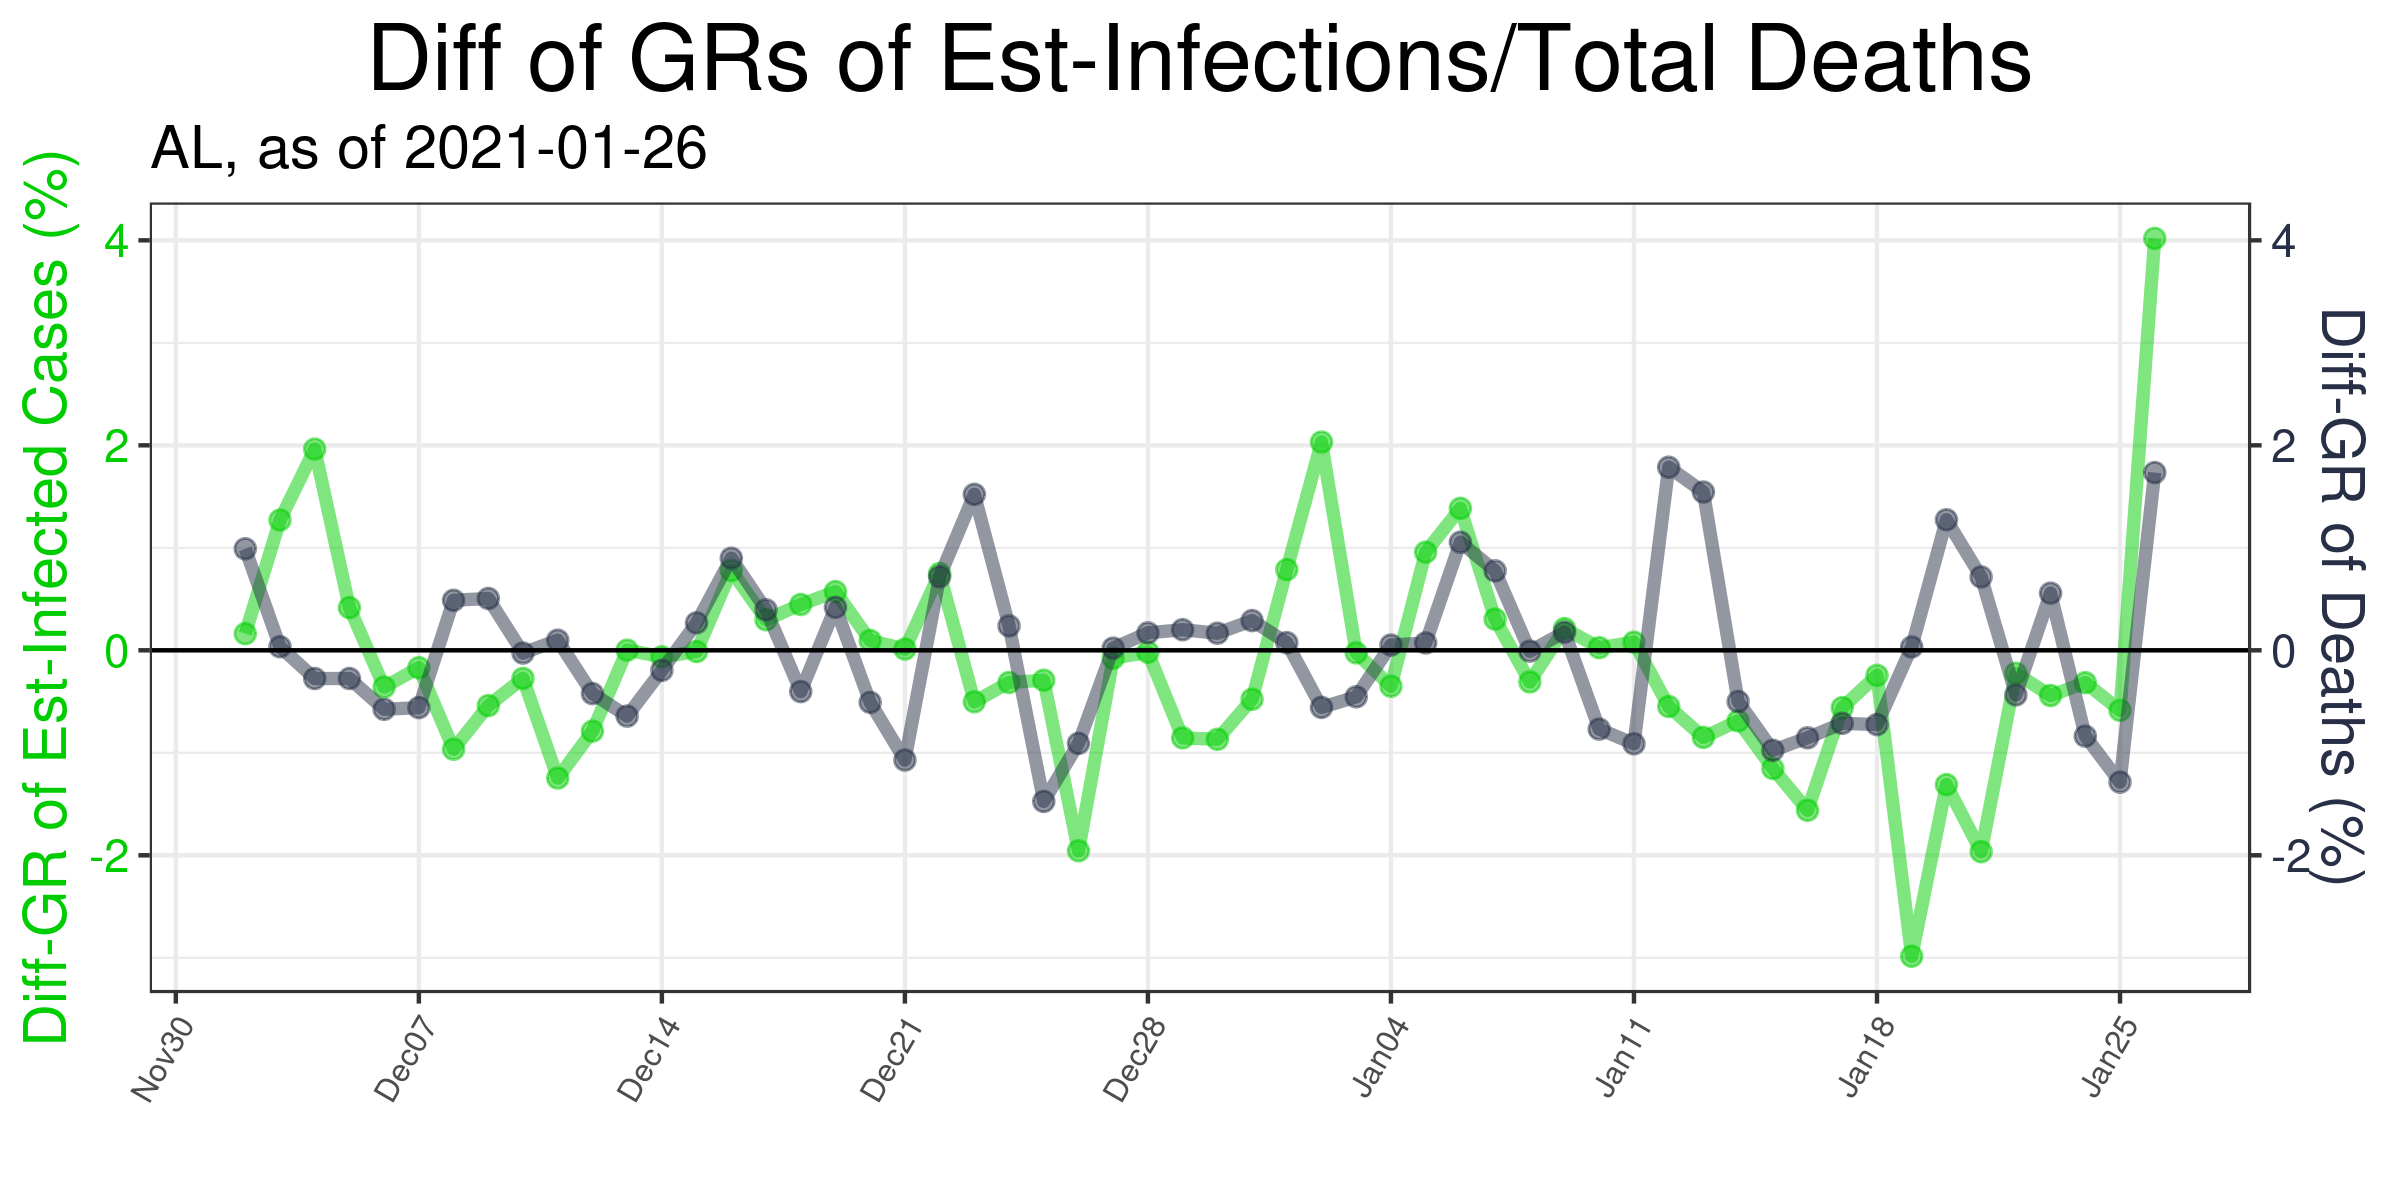 Diff of GRs of Est-Infections/Total Deaths
AL, as of 2021-01-26
Diff-GR of Est-Infected Cases (%)
4
2
0
-2
4
2
0
-2
Diff-GR of Deaths (%)
Nov30
Dec07
Dec14
Dec21
Dec28
Jan04
Jan11
Jan18
Jan25